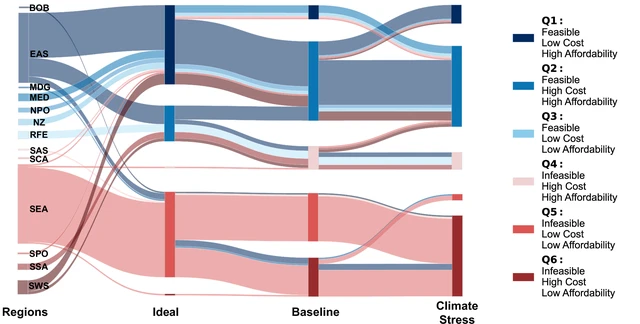 BOB
EAS
MDG
MED
NPO
NZ
RFE
SAS
SCA
SEA
SPO
SSA
SWS
Regions
Ideal
Baseline
Climate
Stress
Q1:
Feasible
Low Cost
High Affordability
Q2:
Feasible
High Cost
High Affordability
Q3:
Feasible
Low Cost
Low Affordability
Q4:
Infeasible
High Cost
High Affordability
Q5:
Infeasible
Low Cost
Low Affordability
Q6:
Infeasible
High Cost
Low Affordability